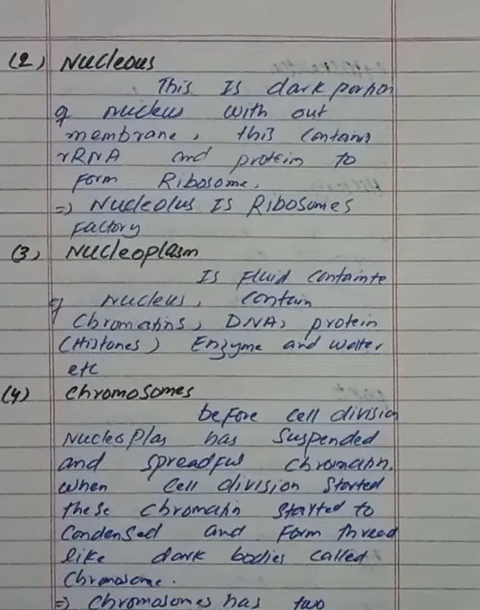 (2) Nucleous
This Is dark portion
of nucleus with out
membrane, this contains
rRNA and protein to
form Ribosome.
=> Nucleolus Is Ribosomes
factory
(3) Nucleoplasm
Is Fluid containte
of nucleus, contain
Chromatins, DNA, protein
(Histones) Enzyme and watter
etc
(4) Chromosomes
before cell division
Nucleoplas has Suspended
and spreadful chromatin.
when cell division Started
these chromatin started to
Condensed and form thread
like dark bodies called
Chromosome.
=> Chromosomes has two